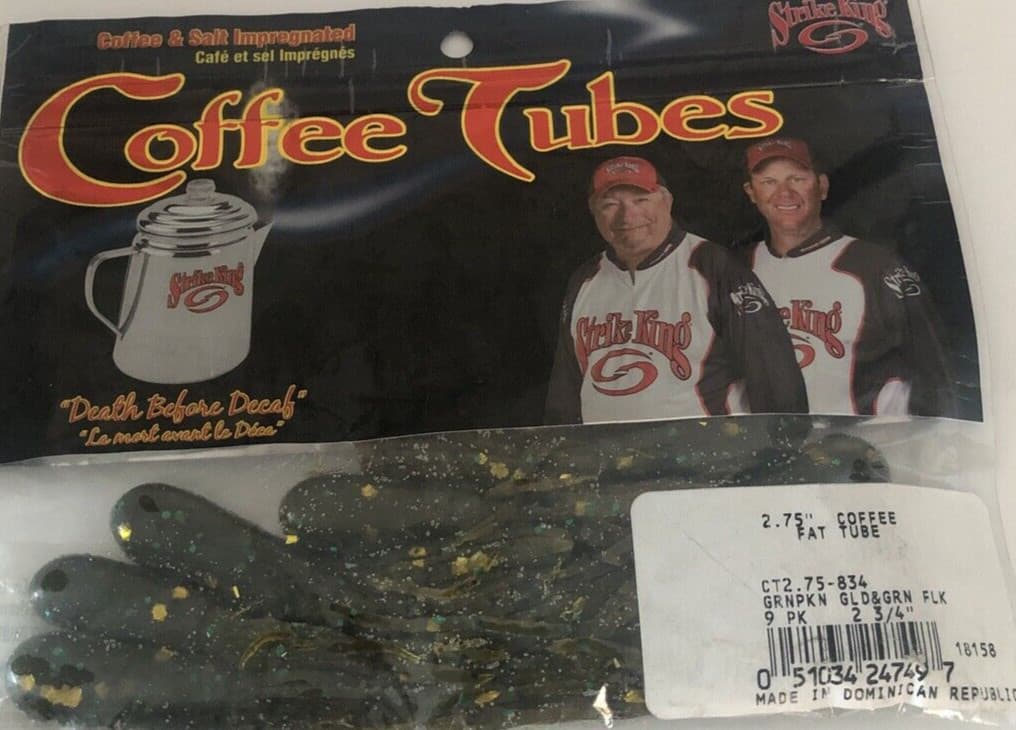 Coffee & Salt Impregnated
Café et sel Imprégnés
Strike King
Coffee Tubes
Strike King
Strike King
ke King
"Death Before Decaf"
"La mort avant le Déca"
2.75" COFFEE
FAT TUBE
CT2.75-834
GRNPKN GLD&GRN FLK
9 PK 2 3/4"
18158
0 51034 24749 7
MADE IN DOMINICAN REPUBLIC